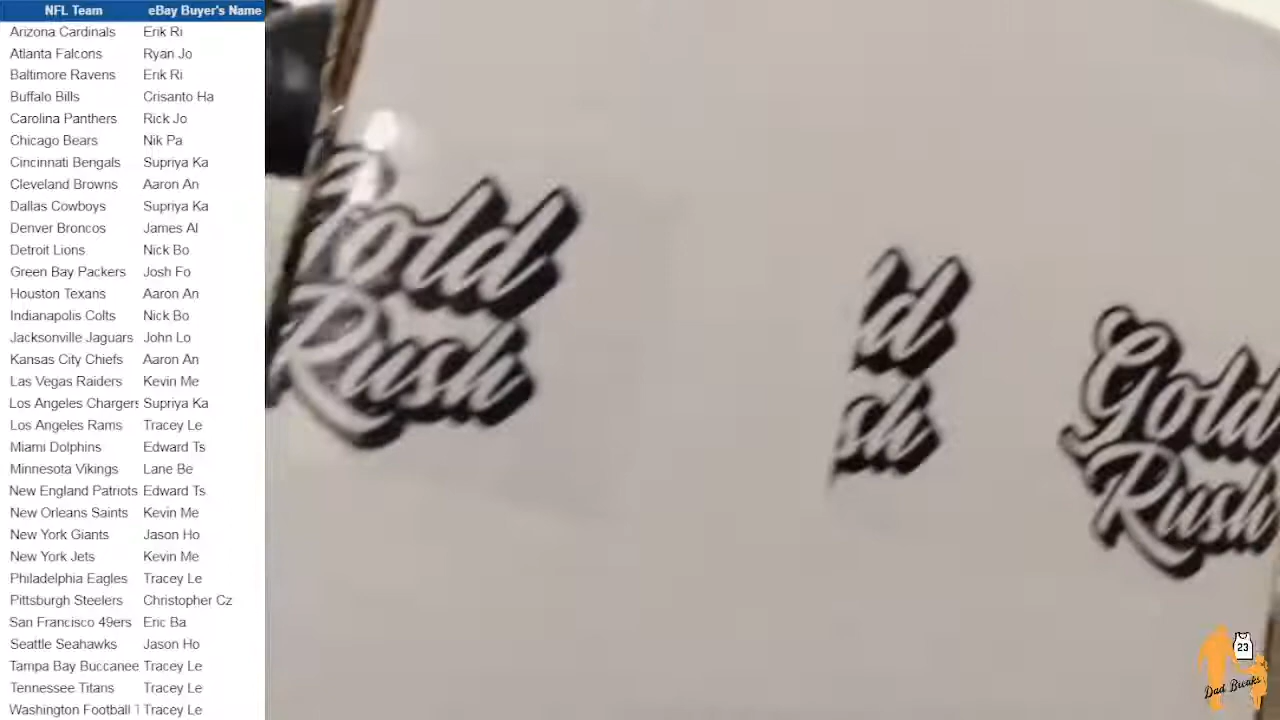 NFL Team eBay Buyer's Name
Arizona Cardinals Erik Ri
Atlanta Falcons Ryan Jo
Baltimore Ravens Erik Ri
Buffalo Bills Crisanto Ha
Carolina Panthers Rick Jo
Chicago Bears Nik Pa
Cincinnati Bengals Supriya Ka
Cleveland Browns Aaron An
Dallas Cowboys Supriya Ka
Denver Broncos James Al
Detroit Lions Nick Bo
Green Bay Packers Josh Fo
Houston Texans Aaron An
Indianapolis Colts Nick Bo
Jacksonville Jaguars John Lo
Kansas City Chiefs Aaron An
Las Vegas Raiders Kevin Me
Los Angeles Chargers Supriya Ka
Los Angeles Rams Tracey Le
Miami Dolphins Edward Ts
Minnesota Vikings Lane Be
New England Patriots Edward Ts
New Orleans Saints Kevin Me
New York Giants Jason Ho
New York Jets Kevin Me
Philadelphia Eagles Tracey Le
Pittsburgh Steelers Christopher Cz
San Francisco 49ers Eric Ba
Seattle Seahawks Jason Ho
Tampa Bay Buccanee Tracey Le
Tennessee Titans Tracey Le
Washington Football T Tracey Le
Gold
Rush
ld
sh
Gold
Rush
23
Dad Breaks